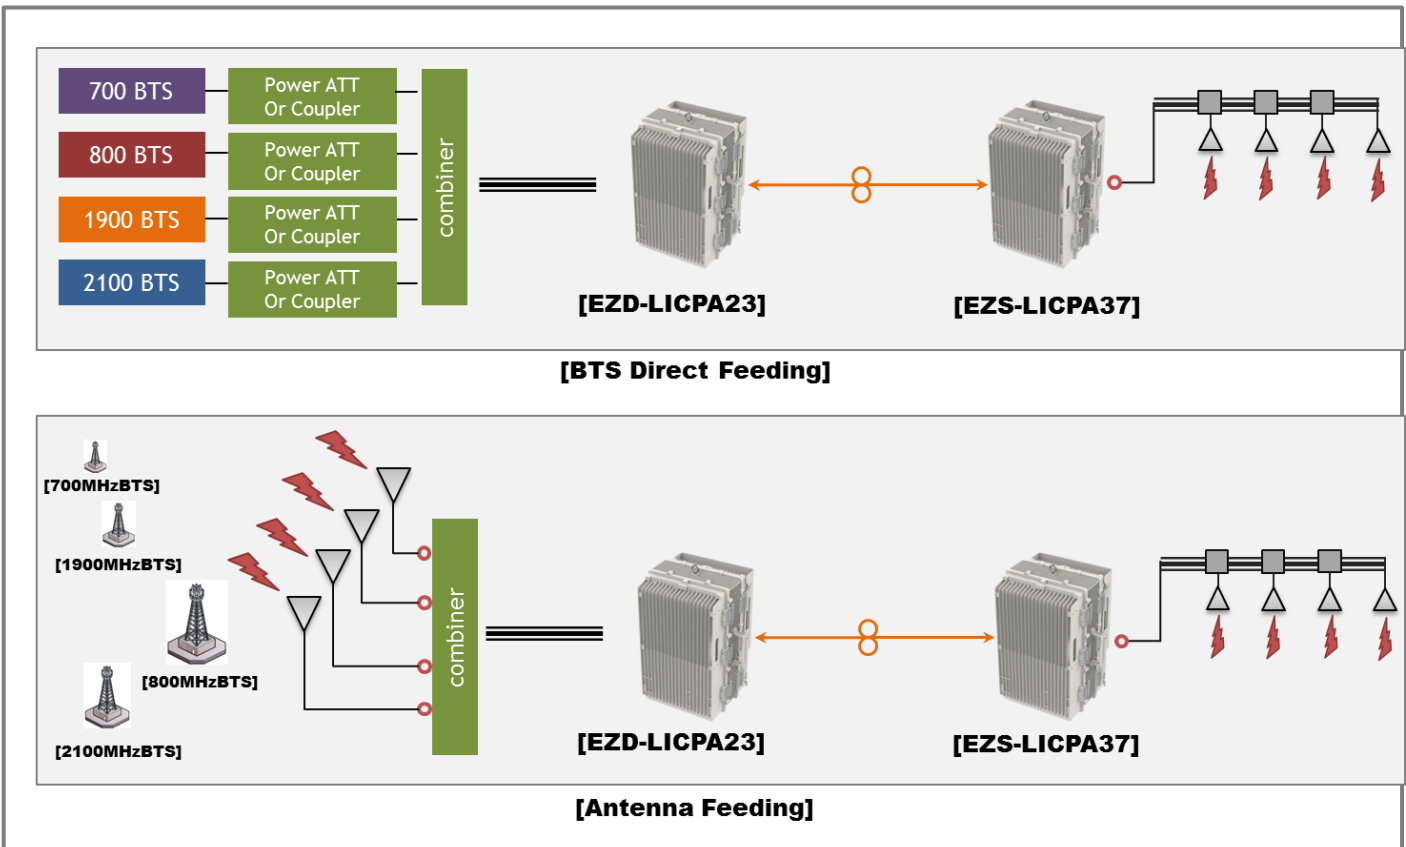 700 BTS
Power ATT
Or Coupler
800 BTS
Power ATT
Or Coupler
1900 BTS
Power ATT
Or Coupler
2100 BTS
Power ATT
Or Coupler
combiner
[EZD-LICPA23]
[EZS-LICPA37]
[BTS Direct Feeding]
[700MHzBTS]
[1900MHzBTS]
[800MHzBTS]
[2100MHzBTS]
combiner
[EZD-LICPA23]
[EZS-LICPA37]
[Antenna Feeding]